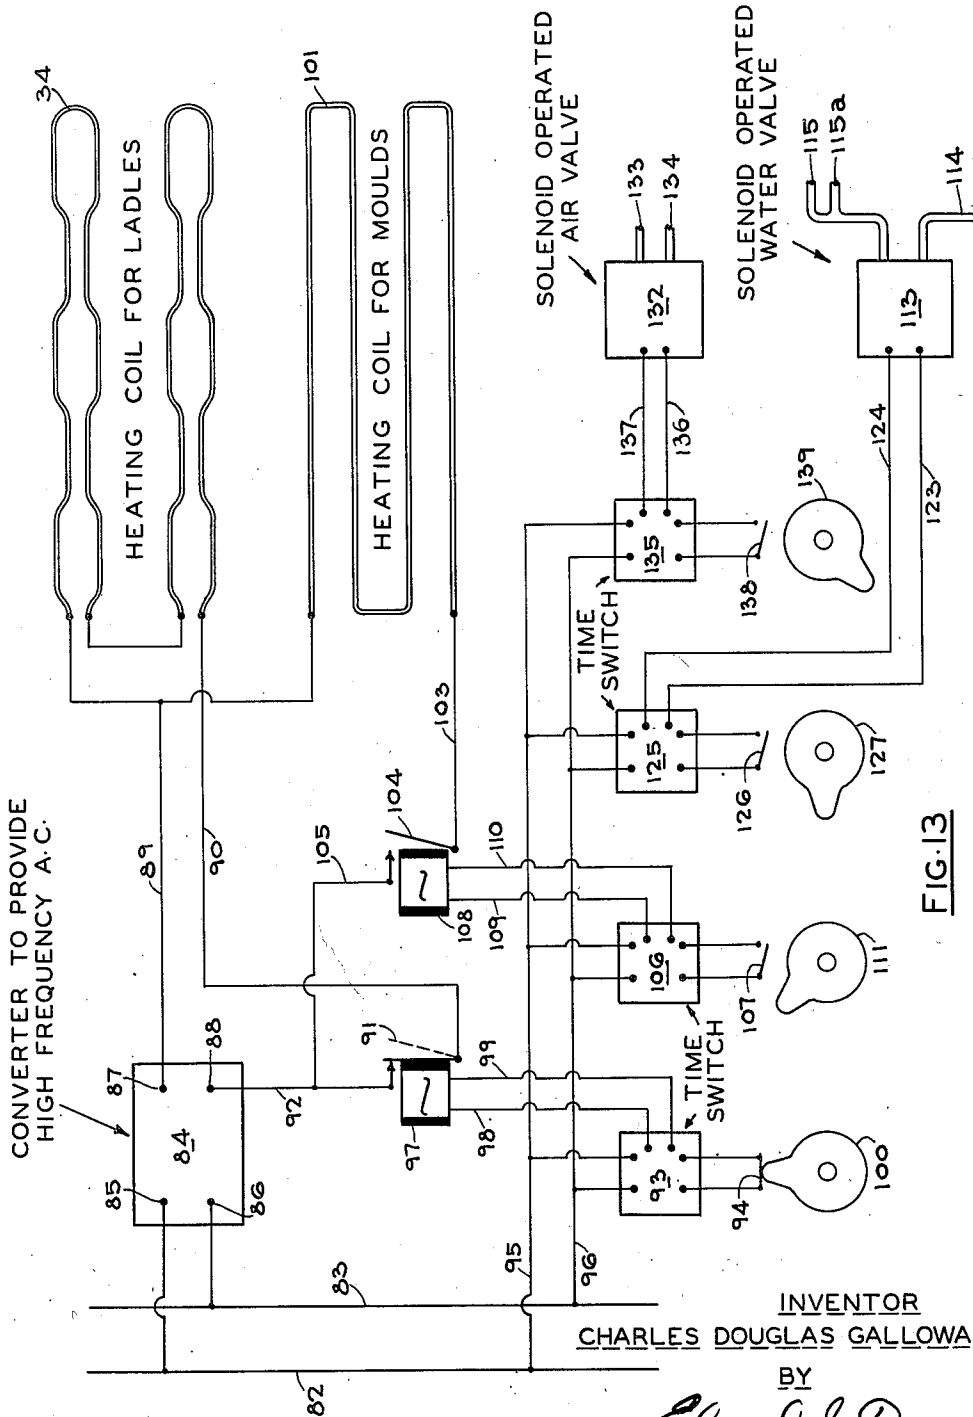 CONVERTER TO PROVIDE
HIGH FREQUENCY A.C.
HEATING COIL FOR LADLES
HEATING COIL FOR MOULDS
SOLENOID OPERATED
AIR VALVE
SOLENOID OPERATED
WATER VALVE
TIME
SWITCH
TIME
SWITCH
34
101
89
90
87
88
84
85
86
92
91
105
104
103
97
98
99
108
109
110
83
82
95
96
93
94
100
106
107
111
125
126
127
135
138
139
137
136
132
133
134
124
123
113
115
115a
114
FIG.13
INVENTOR
CHARLES DOUGLAS GALLOWA
BY